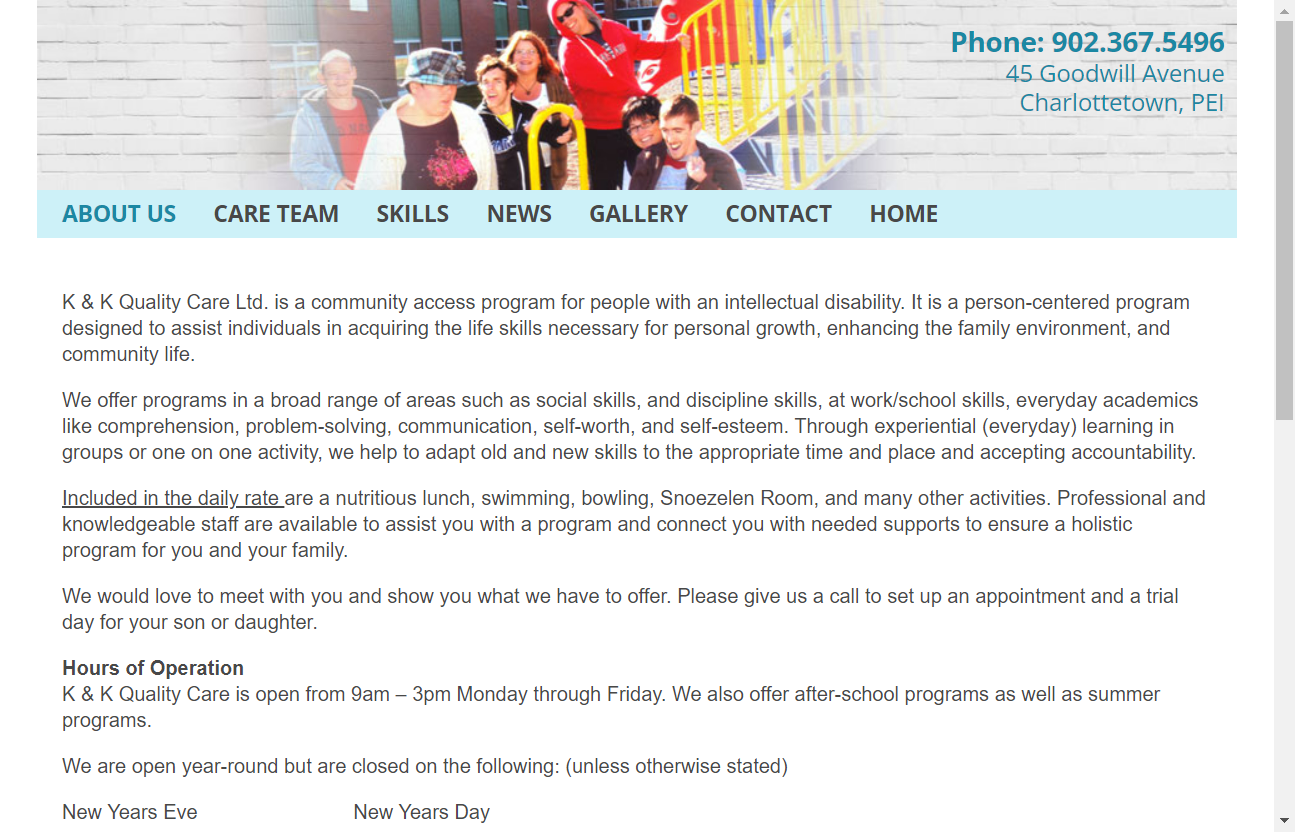 Phone: 902.367.5496
45 Goodwill Avenue
Charlottetown, PEI
ABOUT US CARE TEAM SKILLS NEWS GALLERY CONTACT HOME
K & K Quality Care Ltd. is a community access program for people with an intellectual disability. It is a person-centered program
designed to assist individuals in acquiring the life skills necessary for personal growth, enhancing the family environment, and
community life.
We offer programs in a broad range of areas such as social skills, and discipline skills, at work/school skills, everyday academics
like comprehension, problem-solving, communication, self-worth, and self-esteem. Through experiential (everyday) learning in
groups or one on one activity, we help to adapt old and new skills to the appropriate time and place and accepting accountability.
Included in the daily rate are a nutritious lunch, swimming, bowling, Snoezelen Room, and many other activities. Professional and
knowledgeable staff are available to assist you with a program and connect you with needed supports to ensure a holistic
program for you and your family.
We would love to meet with you and show you what we have to offer. Please give us a call to set up an appointment and a trial
day for your son or daughter.
Hours of Operation
K & K Quality Care is open from 9am – 3pm Monday through Friday. We also offer after-school programs as well as summer
programs.
We are open year-round but are closed on the following: (unless otherwise stated)
New Years Eve New Years Day